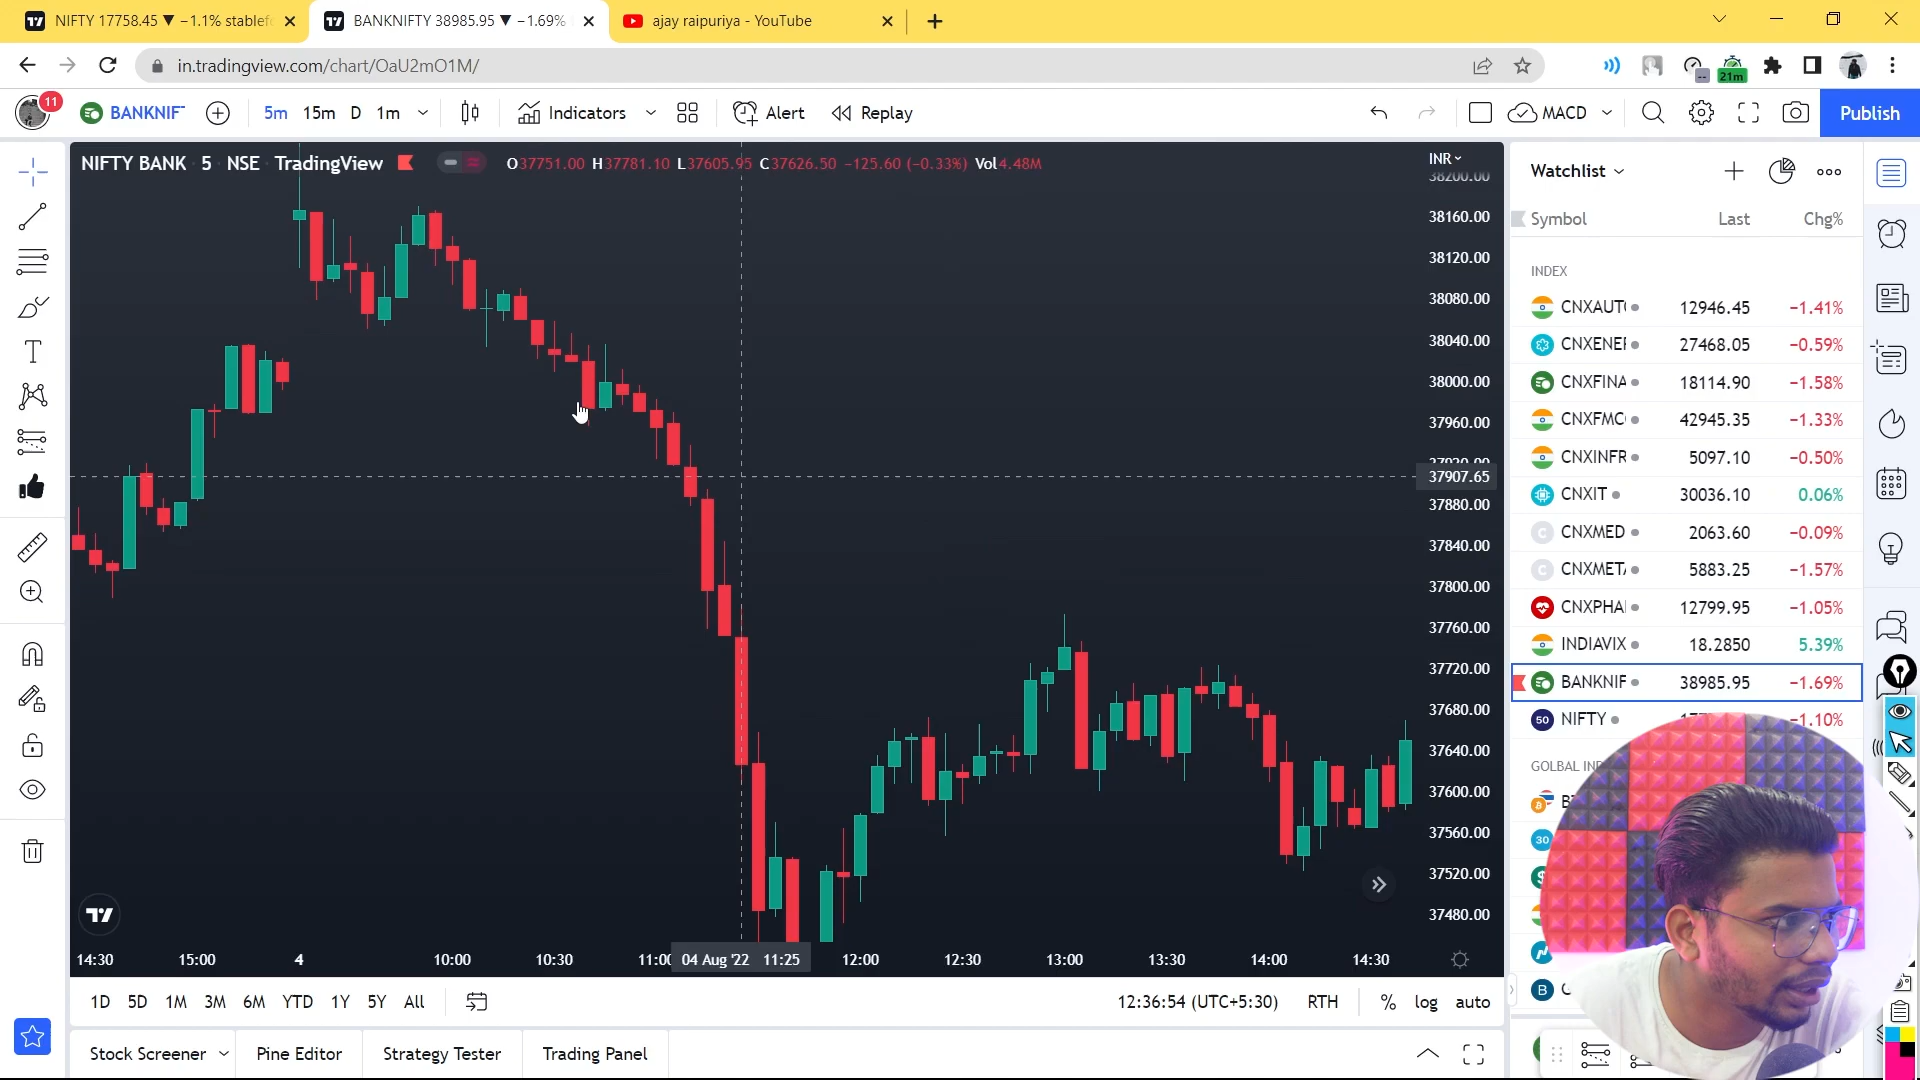 NIFTY 17758.45 ▼ −1.1% stablef
BANKNIFTY 38985.95 ▼ −1.69%
ajay raipuriya - YouTube
in.tradingview.com/chart/OaU2mO1M/
21m
11
BANKNIF
5m 15m D 1m
Indicators
Alert
Replay
MACD
Publish
NIFTY BANK 5 NSE TradingView
O37751.00 H37781.10 L37605.95 C37626.50 −125.60 (−0.33%) Vol4.48M
INR
38200.00
38160.00
38120.00
38080.00
38040.00
38000.00
37960.00
37920.00
37907.65
37880.00
37840.00
37800.00
37760.00
37720.00
37680.00
37640.00
37600.00
37560.00
37520.00
37480.00
14:30 15:00 4 10:00 10:30 11:00 04 Aug '22 11:25 12:00 12:30 13:00 13:30 14:00 14:30
1D 5D 1M 3M 6M YTD 1Y 5Y All
12:36:54 (UTC+5:30) RTH % log auto
Stock Screener Pine Editor Strategy Tester Trading Panel
Watchlist
Symbol Last Chg%
INDEX
CNXAUT 12946.45 −1.41%
CNXENE 27468.05 −0.59%
CNXFINA 18114.90 −1.58%
CNXFMC 42945.35 −1.33%
CNXINFR 5097.10 −0.50%
CNXIT 30036.10 0.06%
CNXMED 2063.60 −0.09%
CNXMET 5883.25 −1.57%
CNXPHA 12799.95 −1.05%
INDIAVIX 18.2850 5.39%
BANKNIF 38985.95 −1.69%
50 NIFTY −1.10%
GOLBAL IND
30